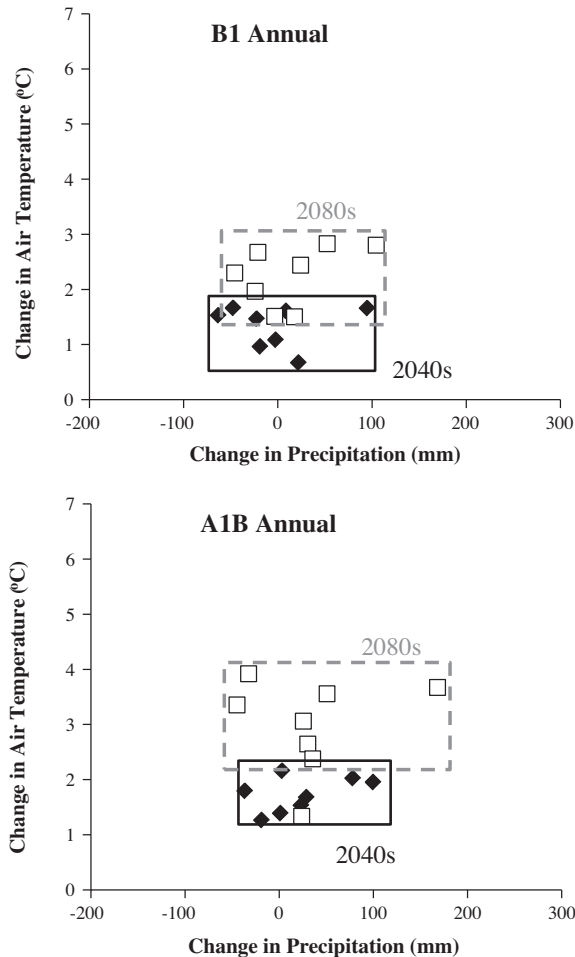 B1 Annual
7
6
5
4
3
2
1
0
Change in Air Temperature (ºC)
2080s
2040s
-200 -100 0 100 200 300
Change in Precipitation (mm)
A1B Annual
7
6
5
4
3
2
1
0
Change in Air Temperature (ºC)
2080s
2040s
-200 -100 0 100 200 300
Change in Precipitation (mm)